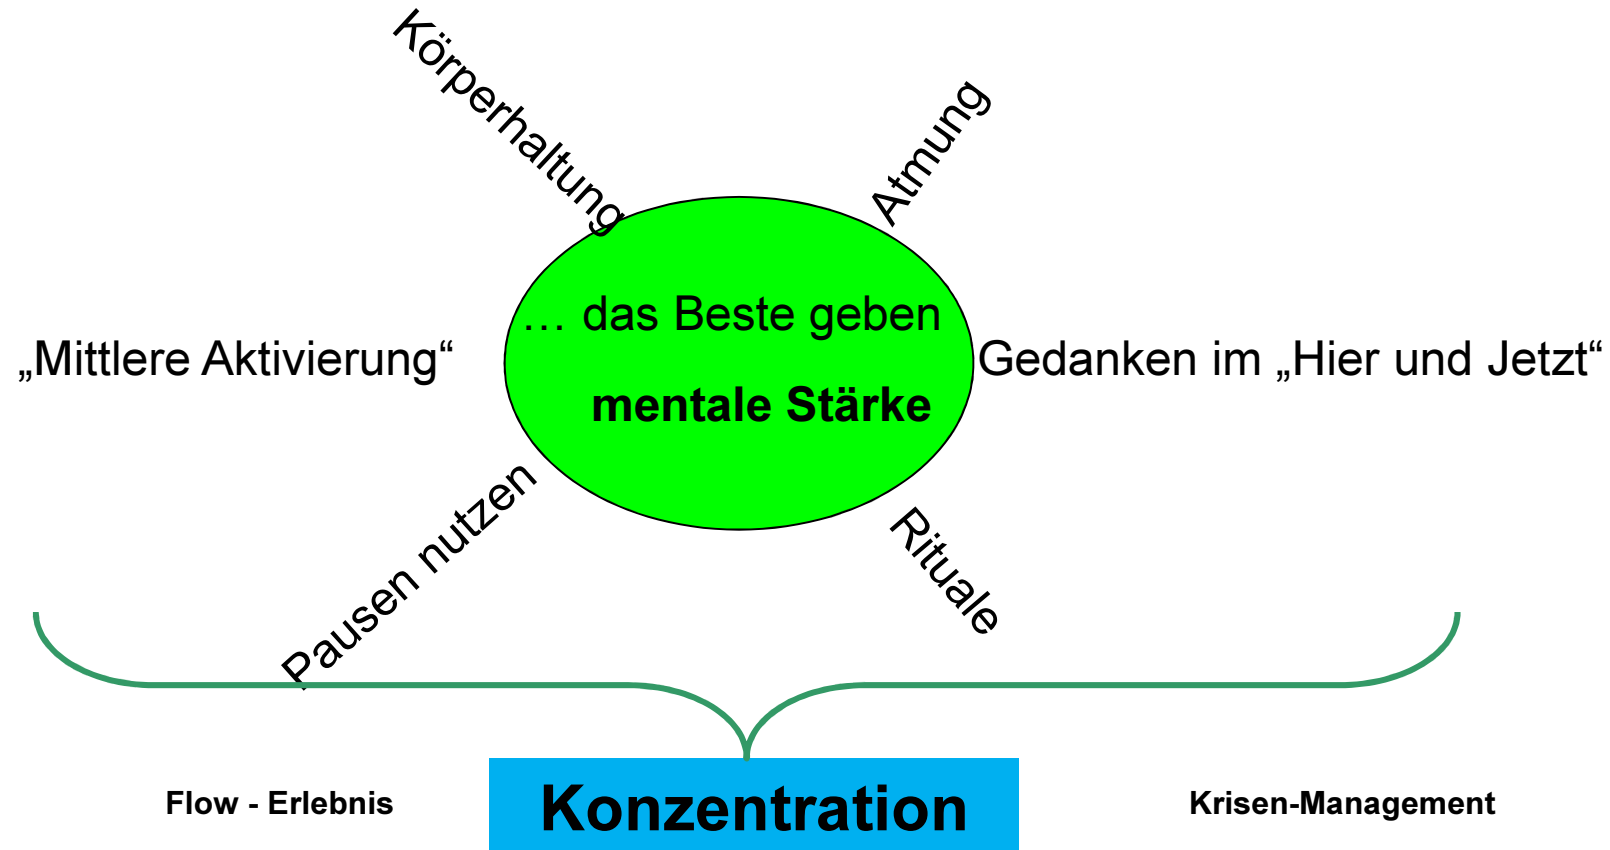 Körperhaltung
Atmung
… das Beste geben
„Mittlere Aktivierung“
Gedanken im „Hier und Jetzt“
mentale Stärke
Pausen nutzen
Rituale
Flow - Erlebnis
Konzentration
Krisen-Management